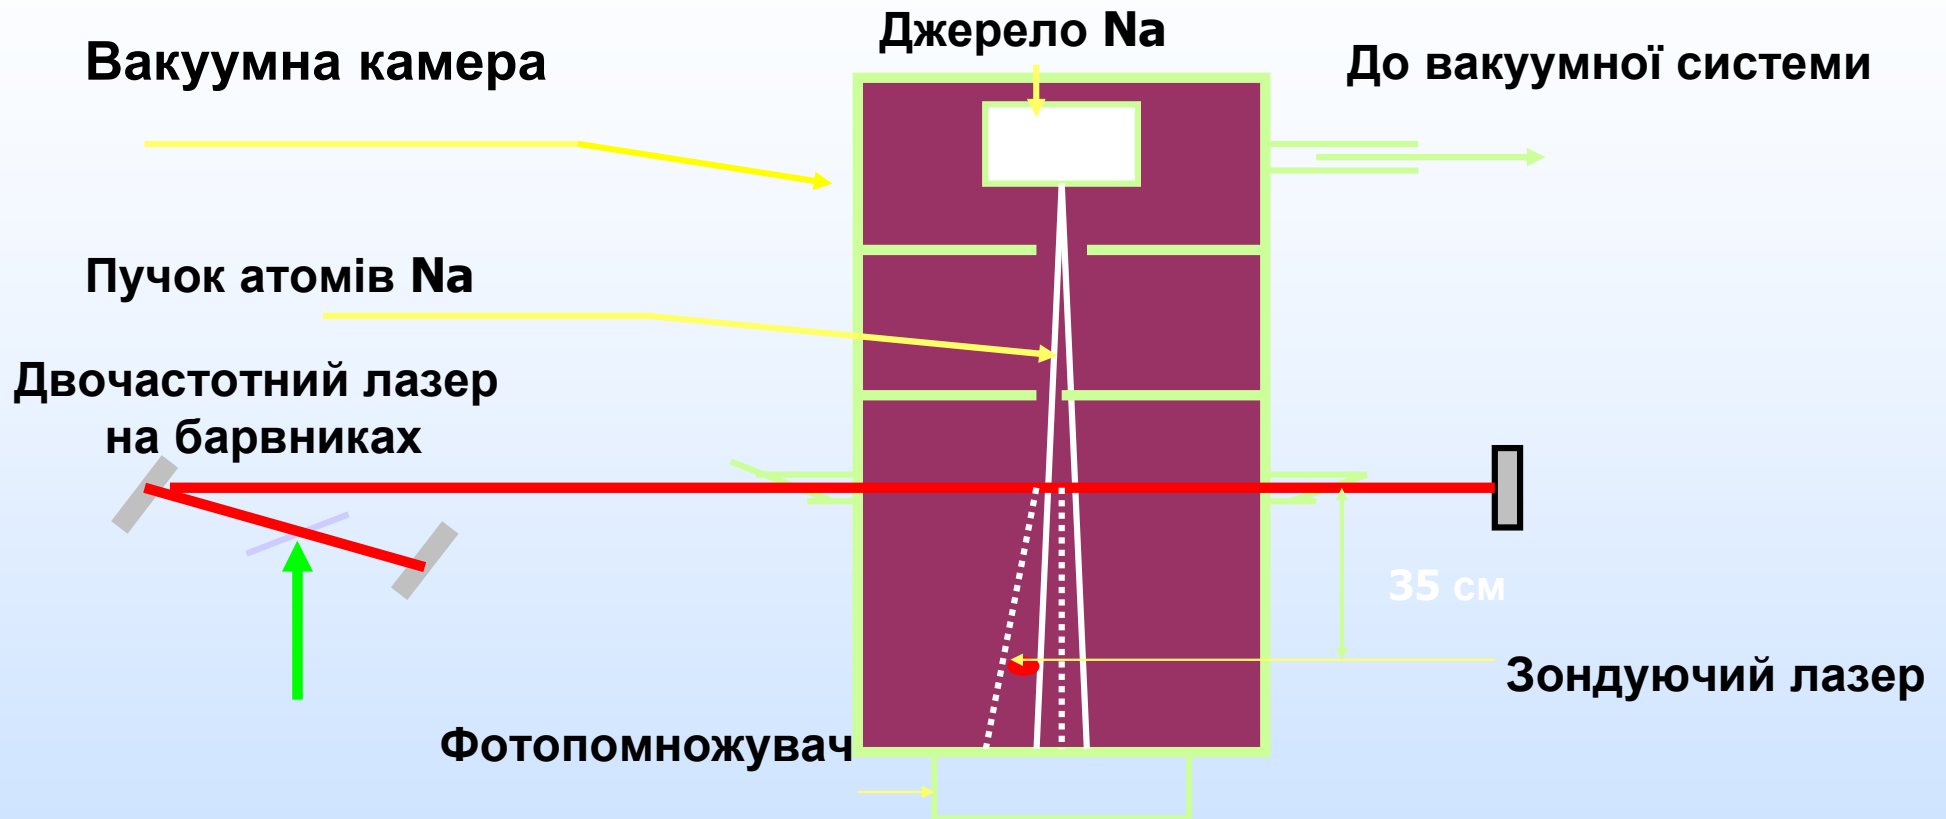 Джерело Na
Вакуумна камера
До вакуумної системи
Пучок атомів Na
Двочастотний лазер
на барвниках
35 см
Зондуючий лазер
Фотопомножувач